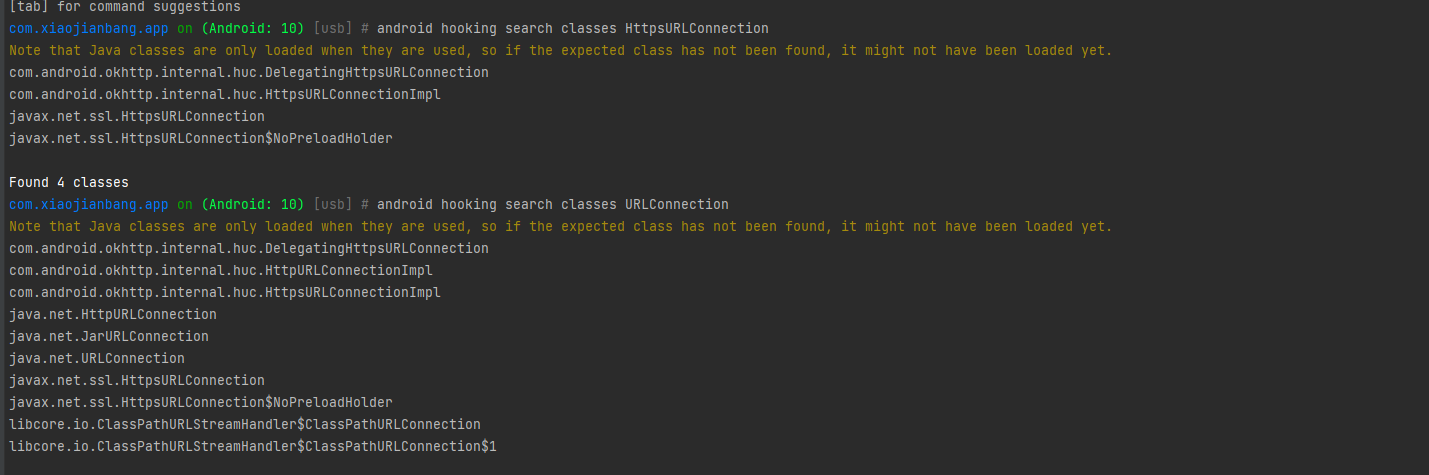 [tab] for command suggestions
com.xiaojianbang.app on (Android: 10) [usb] # android hooking search classes HttpsURLConnection
Note that Java classes are only loaded when they are used, so if the expected class has not been found, it might not have been loaded yet.
com.android.okhttp.internal.huc.DelegatingHttpsURLConnection
com.android.okhttp.internal.huc.HttpsURLConnectionImpl
javax.net.ssl.HttpsURLConnection
javax.net.ssl.HttpsURLConnection$NoPreloadHolder
Found 4 classes
com.xiaojianbang.app on (Android: 10) [usb] # android hooking search classes URLConnection
Note that Java classes are only loaded when they are used, so if the expected class has not been found, it might not have been loaded yet.
com.android.okhttp.internal.huc.DelegatingHttpsURLConnection
com.android.okhttp.internal.huc.HttpURLConnectionImpl
com.android.okhttp.internal.huc.HttpsURLConnectionImpl
java.net.HttpURLConnection
java.net.JarURLConnection
java.net.URLConnection
javax.net.ssl.HttpsURLConnection
javax.net.ssl.HttpsURLConnection$NoPreloadHolder
libcore.io.ClassPathURLStreamHandler$ClassPathURLConnection
libcore.io.ClassPathURLStreamHandler$ClassPathURLConnection$1